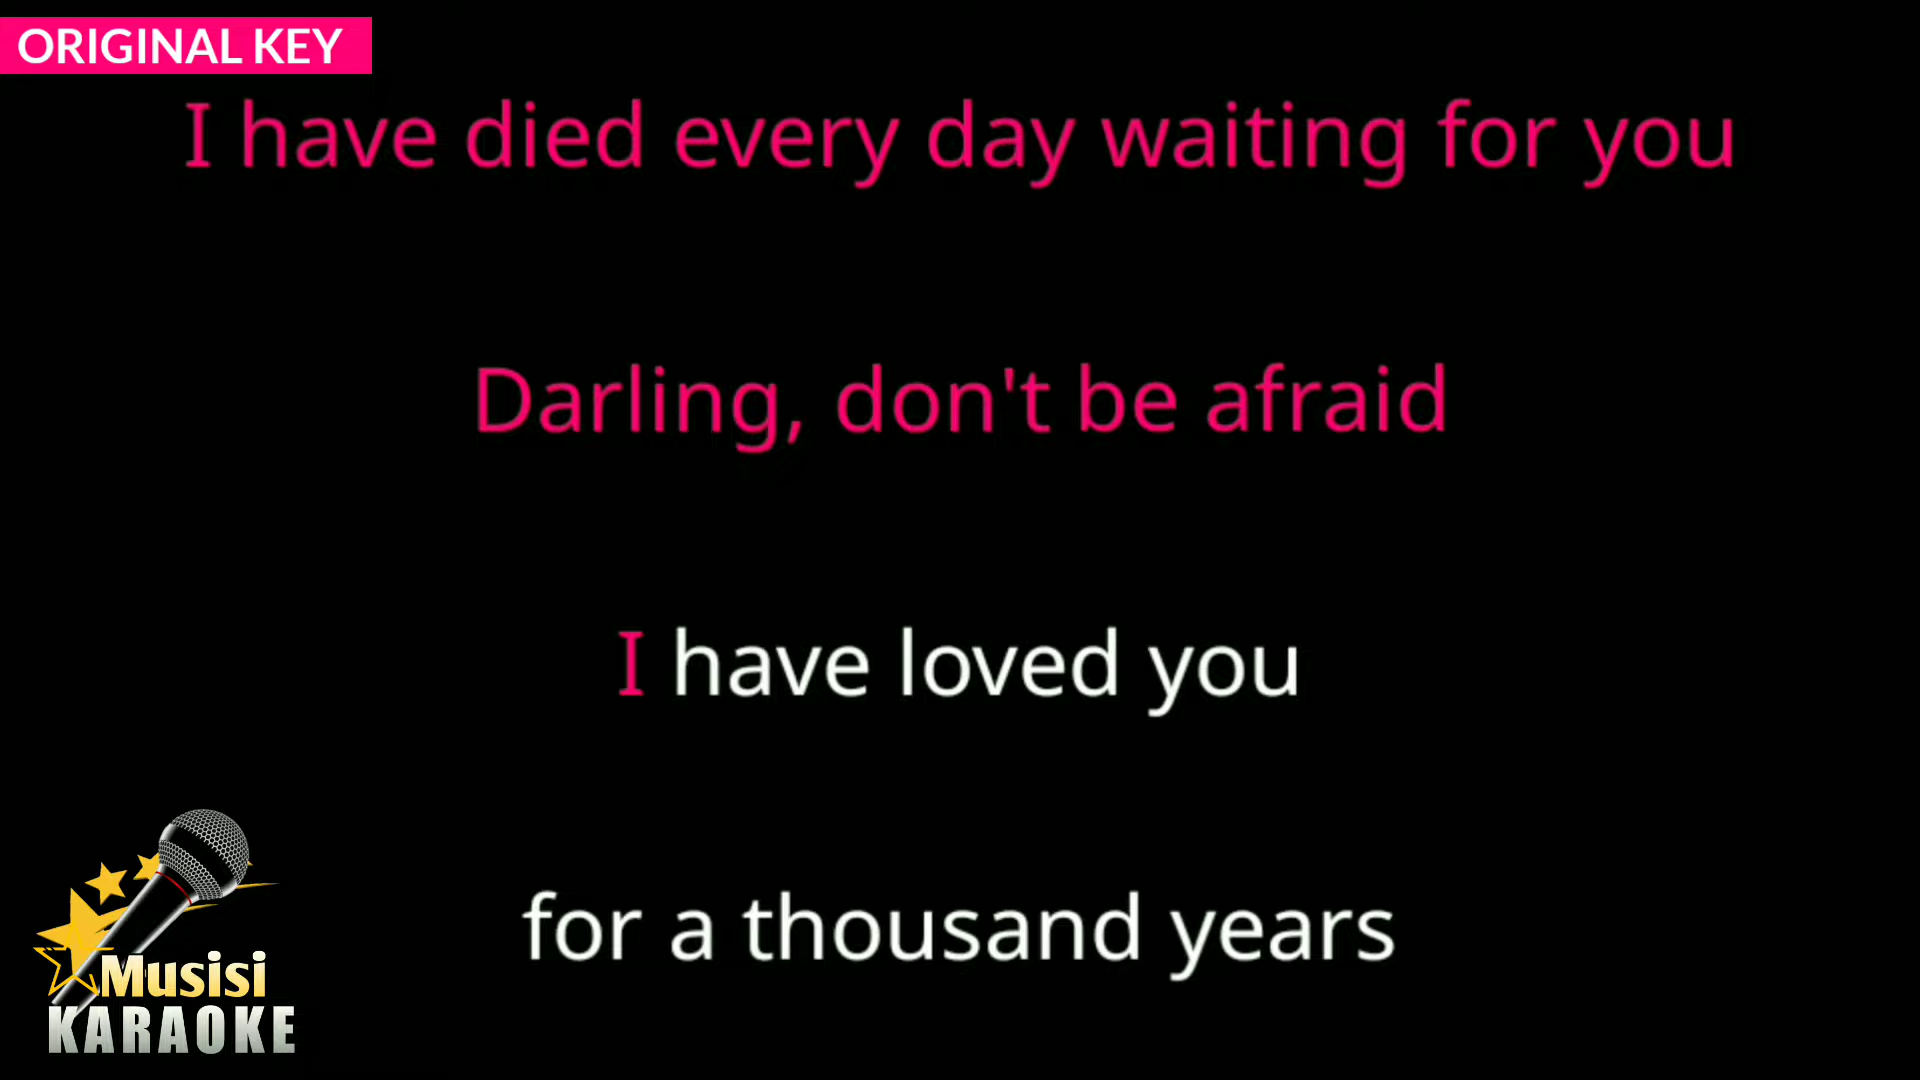 ORIGINAL KEY
I have died every day waiting for you
Darling, don't be afraid
I have loved you
for a thousand years
Musisi
KARAOKE